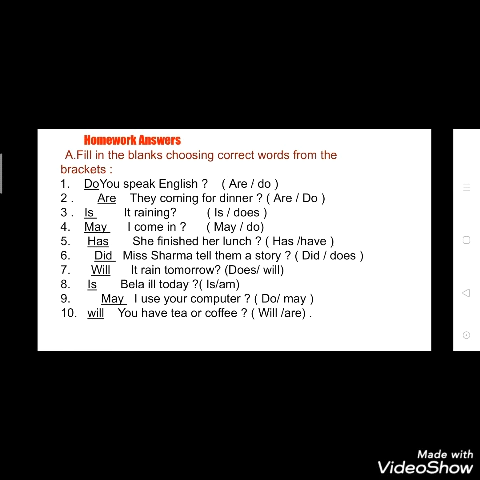 Homework Answers
A.Fill in the blanks choosing correct words from the
brackets :
1. DoYou speak English ? ( Are / do )
2 . Are They coming for dinner ? ( Are / Do )
3 . Is It raining? ( Is / does )
4. May I come in ? ( May / do )
5. Has She finished her lunch ? ( Has /have )
6. Did Miss Sharma tell them a story ? ( Did / does )
7. Will It rain tomorrow? (Does/ will)
8. Is Bela ill today ?( Is/am)
9. May I use your computer ? ( Do/ may )
10. will You have tea or coffee ? ( Will /are) .
Made with
VideoShow